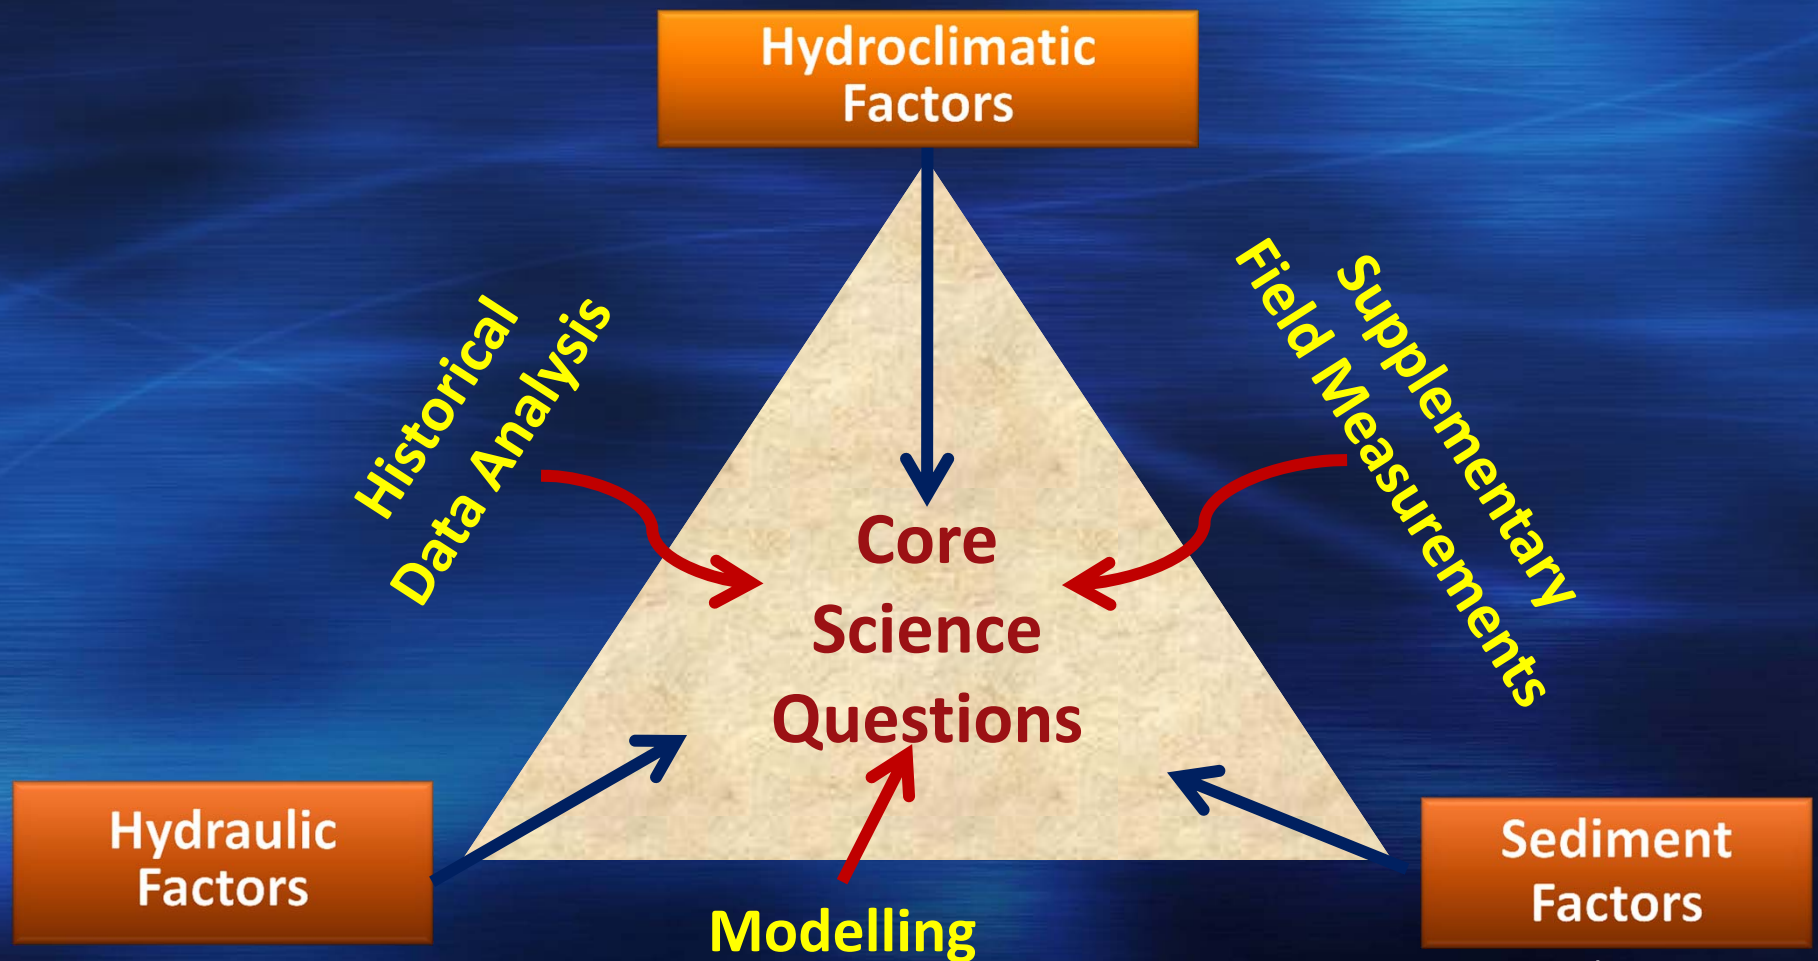 Hydroclimatic
Factors
Historical
Data Analysis
Supplementary
Field Measurements
Core
Science
Questions
Hydraulic
Factors
Sediment
Factors
Modelling